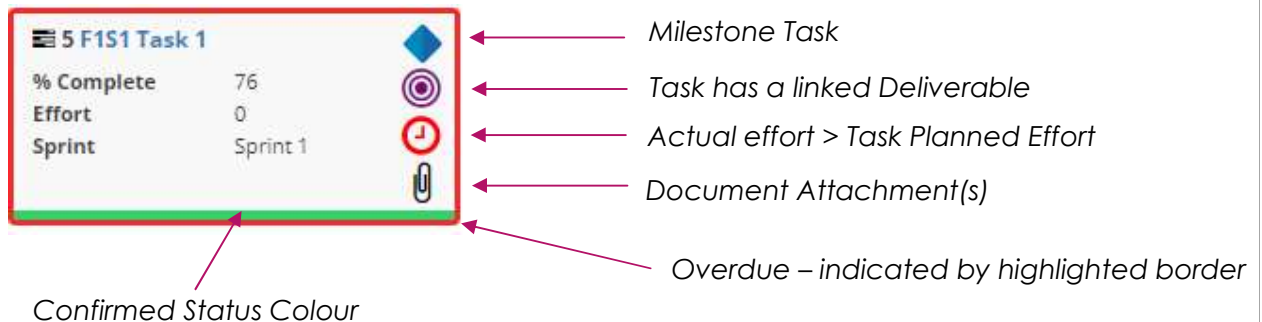 5 F1S1 Task 1
% Complete 76
Effort 0
Sprint Sprint 1
Milestone Task
Task has a linked Deliverable
Actual effort > Task Planned Effort
Document Attachment(s)
Overdue – indicated by highlighted border
Confirmed Status Colour